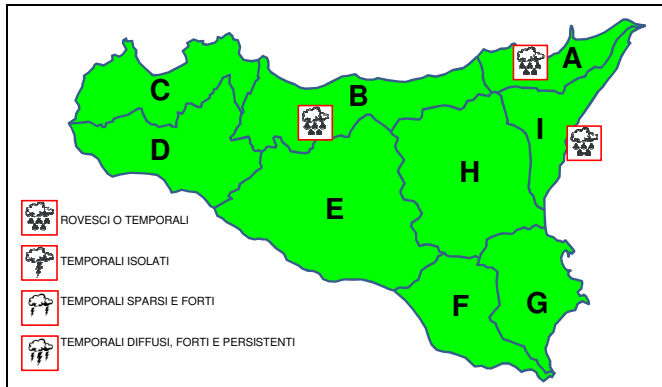 A
B
C
I
D
H
E
ROVESCI O TEMPORALI
TEMPORALI ISOLATI
TEMPORALI SPARSI E FORTI
F
G
TEMPORALI DIFFUSI, FORTI E PERSISTENTI